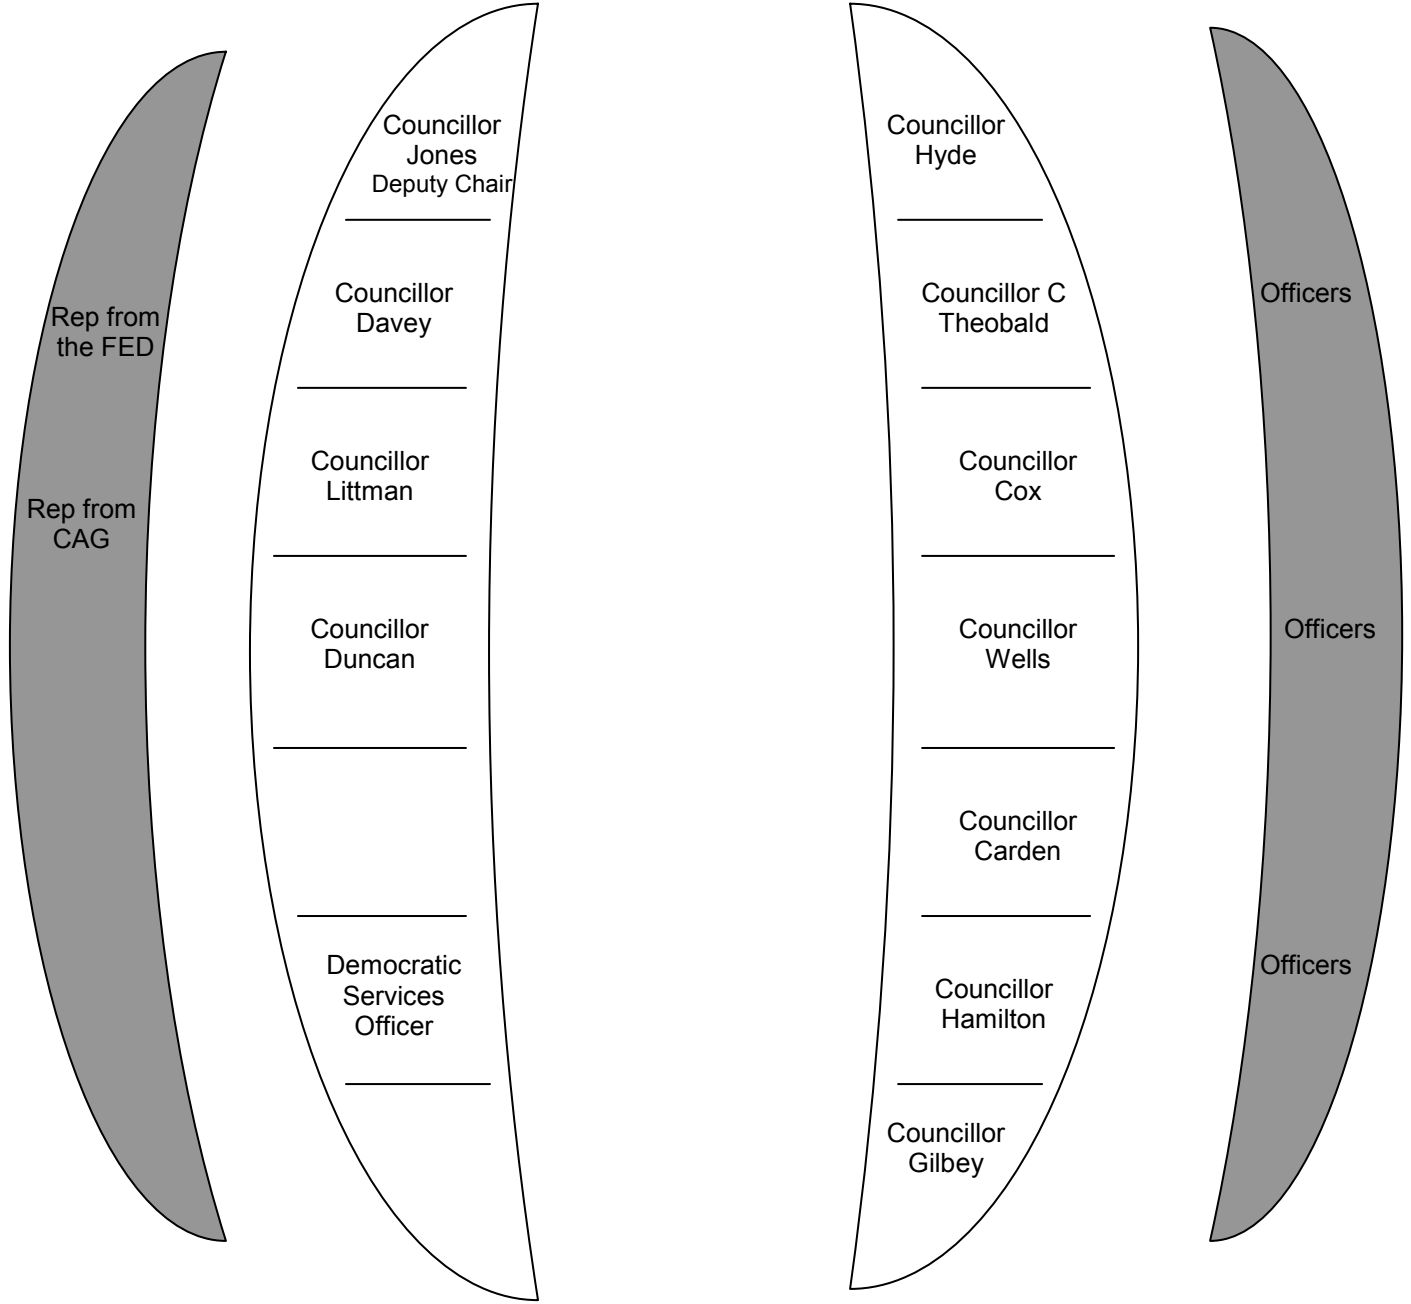 Rep from
the FED
Rep from
CAG
Councillor
Jones
Deputy Chair
Councillor
Davey
Councillor
Littman
Councillor
Duncan
Democratic
Services
Officer
Councillor
Hyde
Councillor C
Theobald
Councillor
Cox
Councillor
Wells
Councillor
Carden
Councillor
Hamilton
Councillor
Gilbey
Officers
Officers
Officers